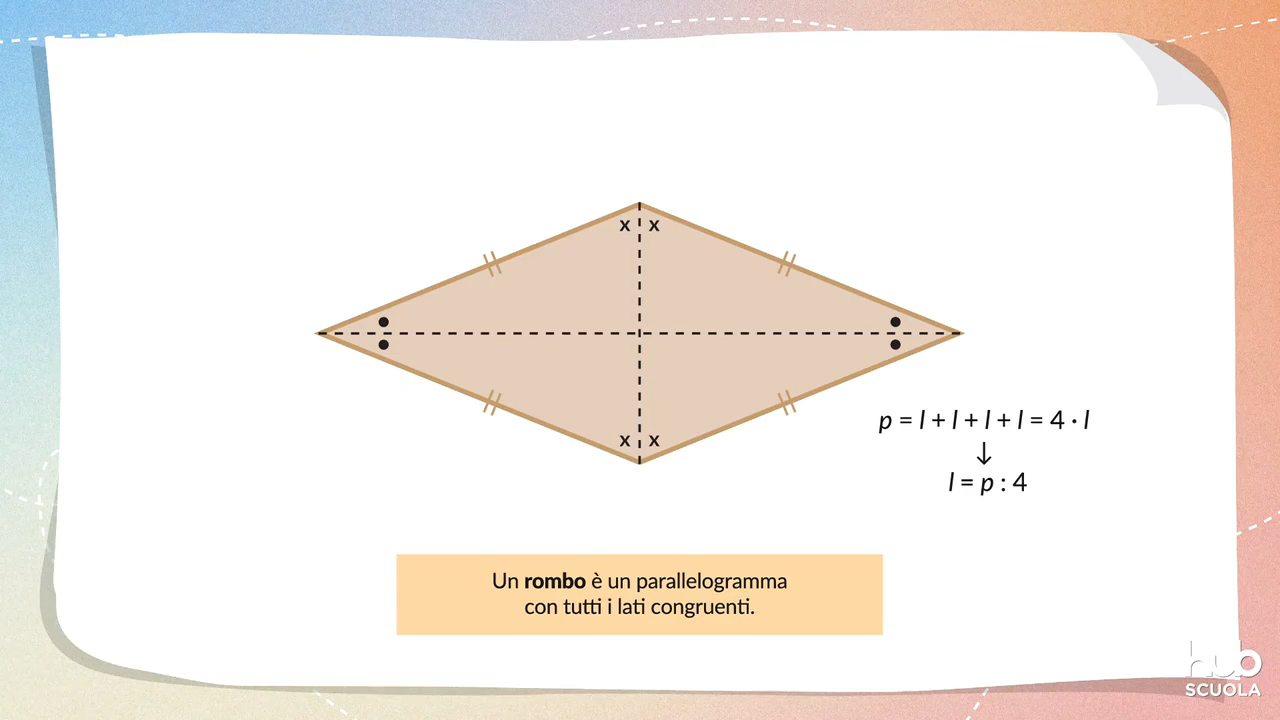 x x
x x
p = l + l + l + l = 4 · l
↓
l = p : 4
Un rombo è un parallelogramma
con tutti i lati congruenti.
hub
SCUOLA